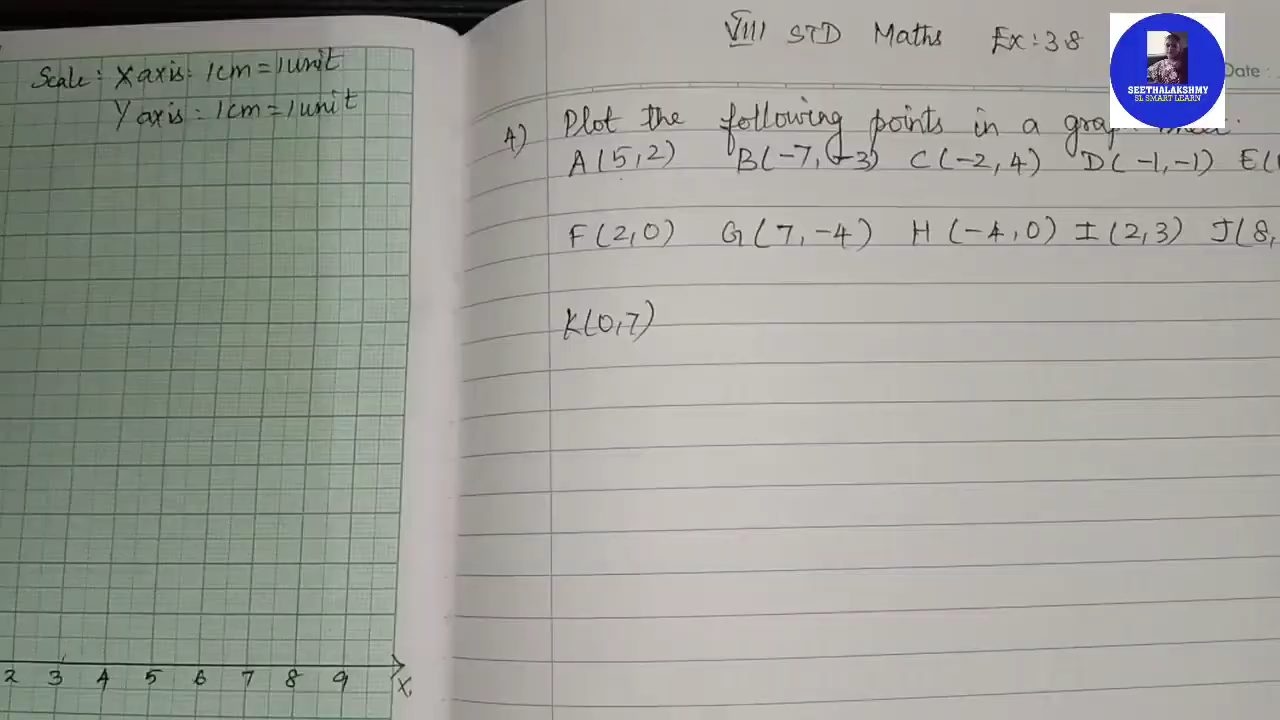 Scale: X axis: 1cm = 1unit
Y axis: 1cm = 1unit
2 3 4 5 6 7 8 9
X
VIII STD Maths Ex: 3.8
SEETHALAKSHMY
SL SMART LEARN
Date :
4) Plot the following points in a graph
A(5,2) B(-7,-3) C(-2,4) D(-1,-1) E(
F(2,0) G(7,-4) H(-4,0) I(2,3) J(8,
K(0,7)